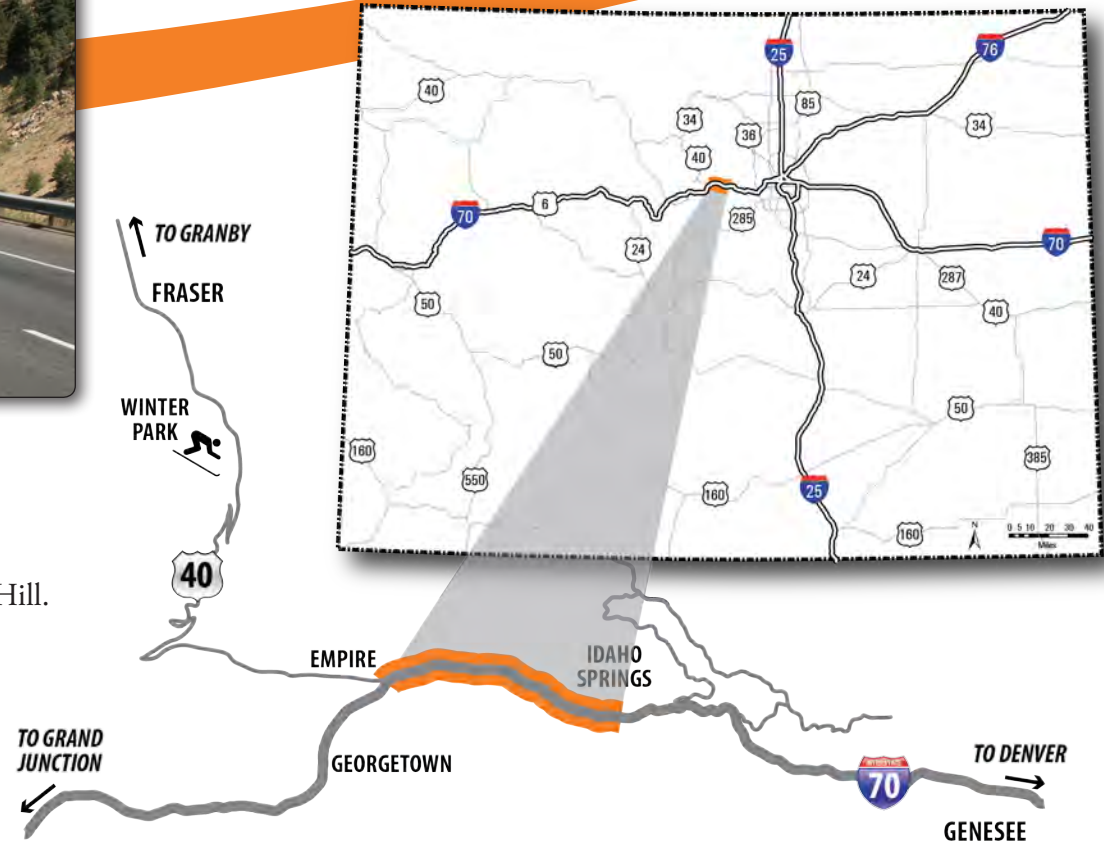 25
76
40
85
34
36
34
40
6
70
285
70
24
24
287
50
40
50
50
160
385
550
160
25
160
N
0 5 10 20 30 40
Miles
TO GRANBY
FRASER
WINTER
PARK
40
Hill.
EMPIRE
IDAHO
SPRINGS
TO GRAND
JUNCTION
GEORGETOWN
INTERSTATE
70
TO DENVER
GENESEE